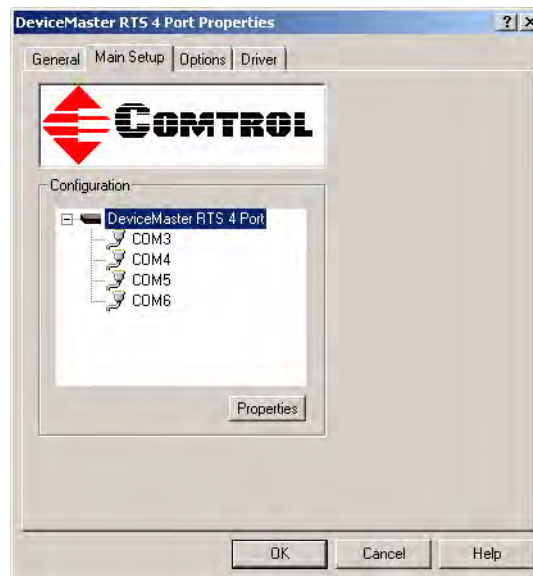 DeviceMaster RTS 4 Port Properties
General Main Setup Options Driver
COMTROL
Configuration
DeviceMaster RTS 4 Port
COM3
COM4
COM5
COM6
Properties
OK Cancel Help